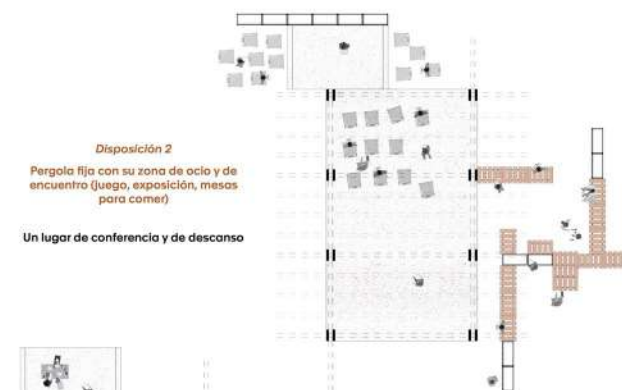 Disposición 2
Pergola fija con su zona de ocio y de
encuentro (juego, exposición, mesas
para comer)
Un lugar de conferencia y de descanso